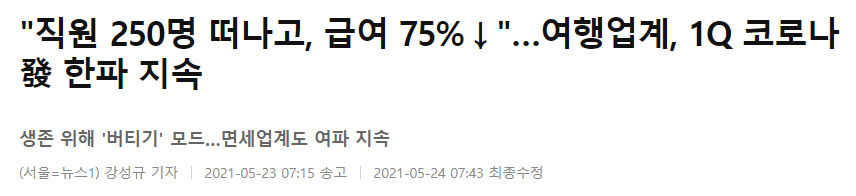 "직원 250명 떠나고, 급여 75%↓"…여행업계, 1Q 코로나
發 한파 지속
생존 위해 '버티기' 모드…면세업계도 여파 지속
(서울=뉴스1) 강성규 기자 | 2021-05-23 07:15 송고 | 2021-05-24 07:43 최종수정